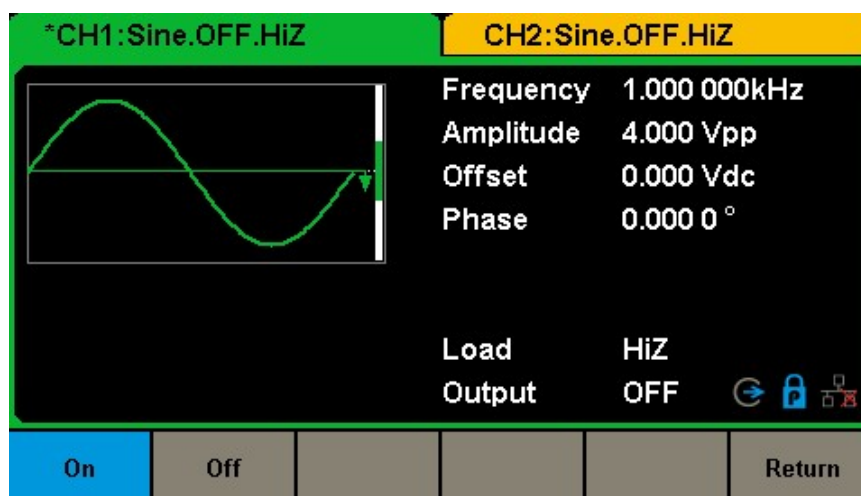 *CH1:Sine.OFF.HiZ CH2:Sine.OFF.HiZ
Frequency 1.000 000kHz
Amplitude 4.000 Vpp
Offset 0.000 Vdc
Phase 0.000 0 °
Load HiZ
Output OFF P
On Off Return